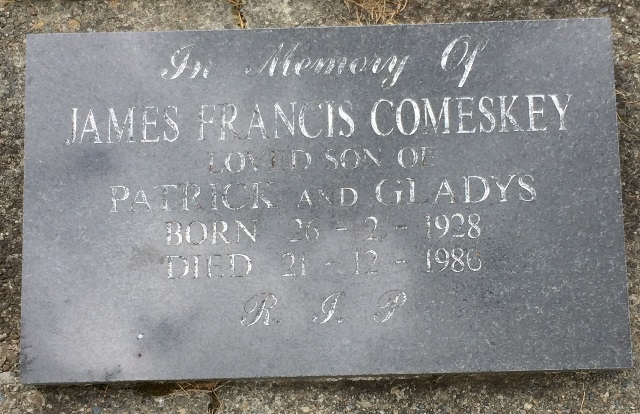 In Memory Of
JAMES FRANCIS COMESKEY
LOVED SON OF
PATRICK AND GLADYS
BORN 26 - 2 - 1928
DIED 21 - 12 - 1986
R. I. P